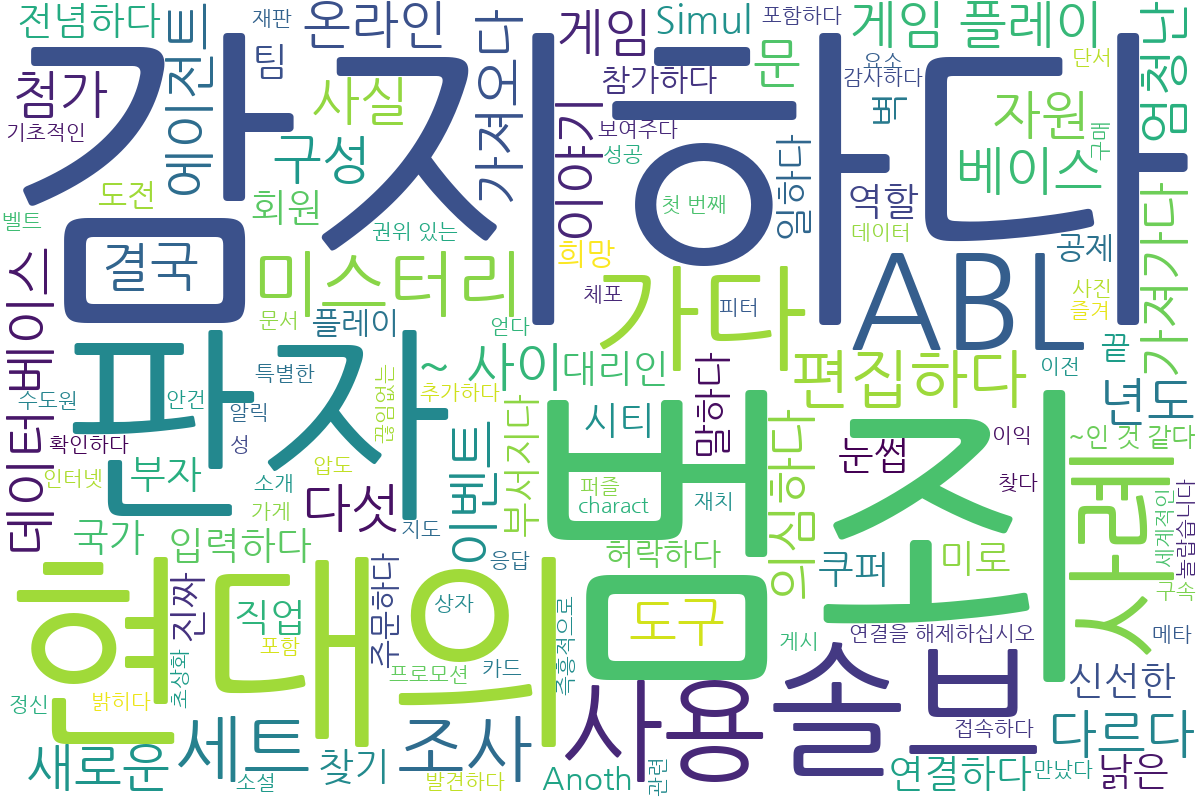 전념하다
재판
온라인
게임
Simul
포함하다
게임 플레이
엄청난
에이전트
팀
가져오다
감지하다
참가하다
문
요소
감사하다
단서
첨가
사실
벽
자원
기초적인
구성
이야기
보여주다
성공
일하다
베이스
구매
도전
회원
첫 번째
역할
가져가다
벨트
권위 있는
데이터
공제
데이터베이스
몸
결국
미스터리
희망
가다
ABL
체포
피터
사진
즐겨
문서
플레이
얻다
판자
~ 사이
대리인
편집하다
끝
이전
특별한
끊임없는
추가하다
년도
수도원
안건
알릭
시티
말하다
확인하다
성
부서지다
범죄
눈썹
이익
~인 것 같다
인터넷
부자
압도
이벤트
의심하다
찾다
사례
소개
다섯
퍼즐
charact
재치
세계적인
놀랍습니다
가게
지도
국가
입력하다
응답
허락하다
쿠퍼
미로
구속
현대의
진짜
직업
주문하다
상자
즉흥적으로
도구
게시
연결을 해제하십시오
메타
포함
초상화
프로모션
카드
사용
솔브
신선한
정신
밝히다
접속하다
새로운
세트
찾기
조사
다르다
소설
발견하다
Anoth
관련
연결하다
만났다
낡은